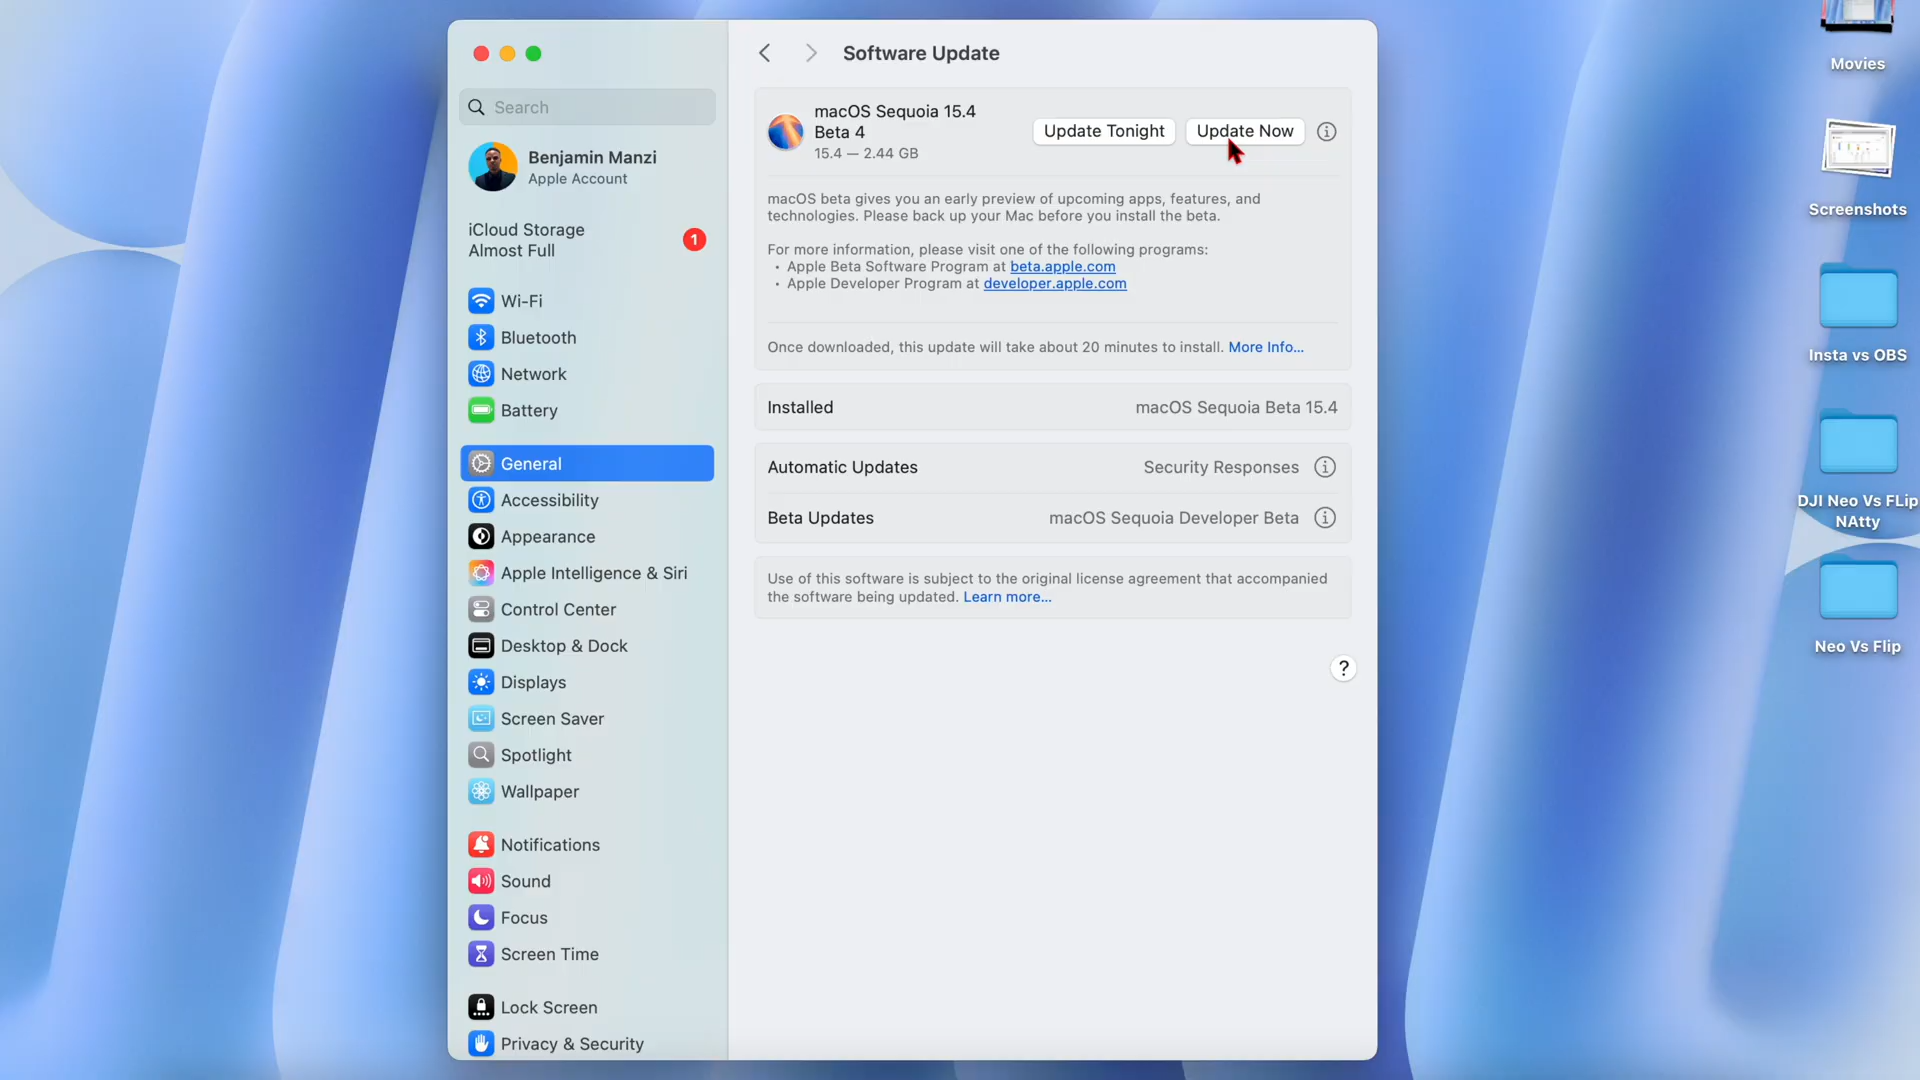 Software Update
Search
Benjamin Manzi
Apple Account
iCloud Storage
Almost Full
1
Wi-Fi
Bluetooth
Network
Battery
General
Accessibility
Appearance
Apple Intelligence & Siri
Control Center
Desktop & Dock
Displays
Screen Saver
Spotlight
Wallpaper
Notifications
Sound
Focus
Screen Time
Lock Screen
Privacy & Security
macOS Sequoia 15.4
Beta 4
15.4 — 2.44 GB
Update Tonight
Update Now
macOS beta gives you an early preview of upcoming apps, features, and
technologies. Please back up your Mac before you install the beta.
For more information, please visit one of the following programs:
• Apple Beta Software Program at beta.apple.com
• Apple Developer Program at developer.apple.com
Once downloaded, this update will take about 20 minutes to install. More Info...
Installed
macOS Sequoia Beta 15.4
Automatic Updates
Security Responses
Beta Updates
macOS Sequoia Developer Beta
Use of this software is subject to the original license agreement that accompanied
the software being updated. Learn more...
?
Movies
Screenshots
Insta vs OBS
DJI Neo Vs FLip
NAtty
Neo Vs Flip